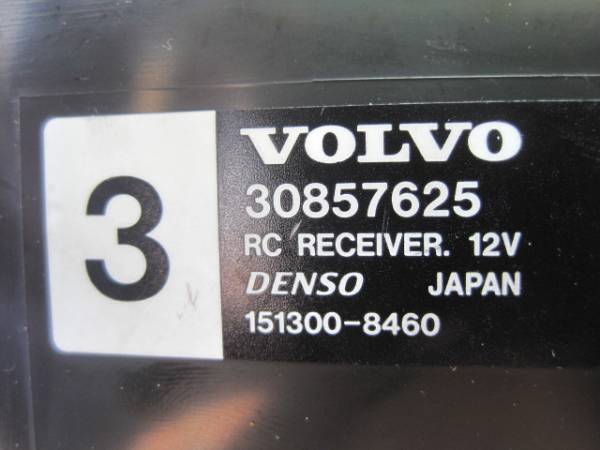 3
VOLVO
30857625
RC RECEIVER. 12V
DENSO JAPAN
151300-8460